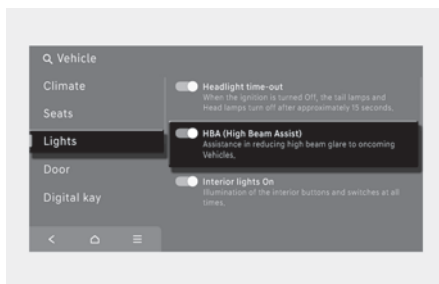 Vehicle
Climate
Seats
Lights
Door
Digital kay
Headlight time-out
When the ignition is turned Off, the tail lamps and
Head lamps turn off after approximately 15 seconds.
HBA (High Beam Assist)
Assistance in reducing high beam glare to oncoming
Vehicles.
Interior lights On
Illumination of the interior buttons and switches at all
times.